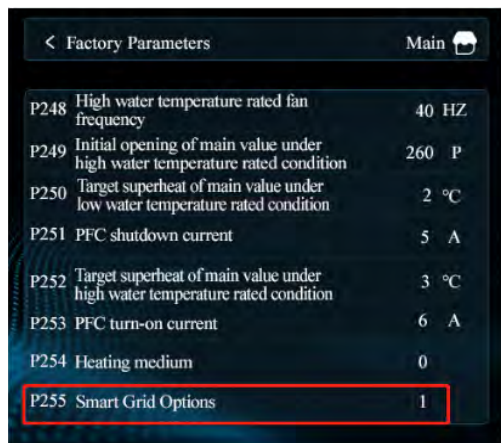 < Factory Parameters Main
P248 High water temperature rated fan
frequency 40 HZ
P249 Initial opening of main value under
high water temperature rated condition 260 P
P250 Target superheat of main value under
low water temperature rated condition 2 °C
P251 PFC shutdown current 5 A
P252 Target superheat of main value under
high water temperature rated condition 3 °C
P253 PFC turn-on current 6 A
P254 Heating medium 0
P255 Smart Grid Options 1